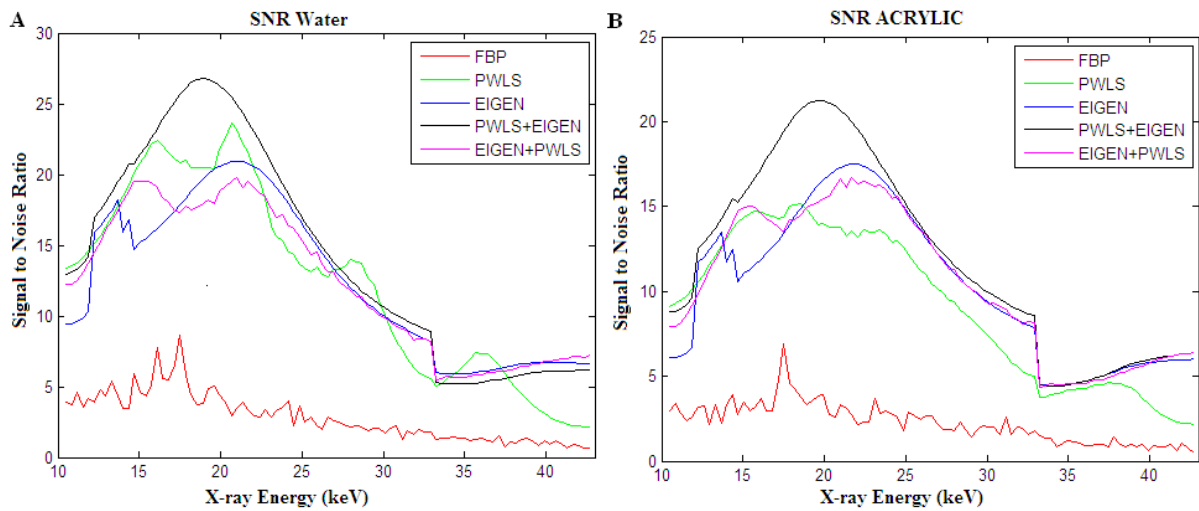 A
SNR Water
30
25
20
15
10
5
0
Signal to Noise Ratio
10 15 20 25 30 35 40
X-ray Energy (keV)
FBP
PWLS
EIGEN
PWLS+EIGEN
EIGEN+PWLS
B
SNR ACRYLIC
25
20
15
10
5
0
Signal to Noise Ratio
10 15 20 25 30 35 40
X-ray Energy (keV)
FBP
PWLS
EIGEN
PWLS+EIGEN
EIGEN+PWLS